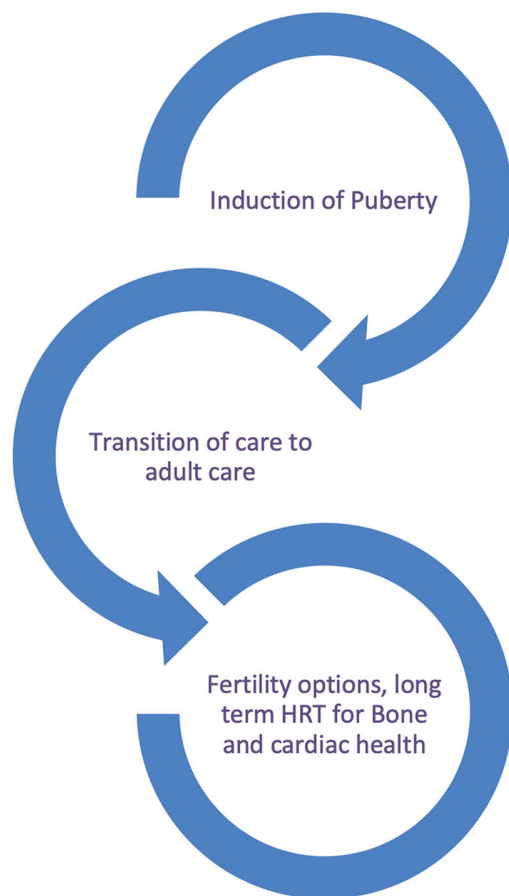 Induction of Puberty
Transition of care to
adult care
Fertility options, long
term HRT for Bone
and cardiac health